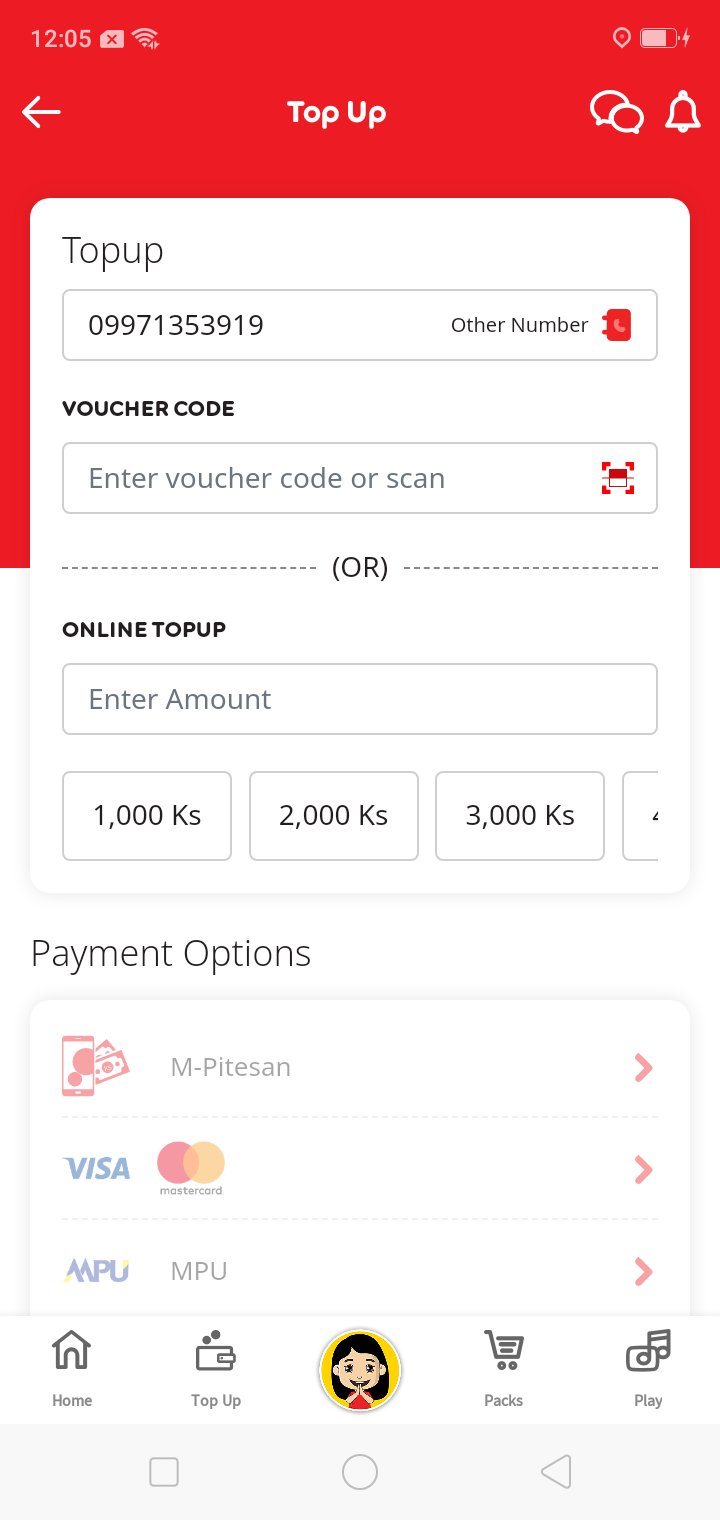 12:05
Top Up
Topup
09971353919 Other Number
VOUCHER CODE
Enter voucher code or scan
(OR)
ONLINE TOPUP
Enter Amount
1,000 Ks 2,000 Ks 3,000 Ks
Payment Options
M-Pitesan
VISA mastercard.
MPU MPU
Home Top Up Packs Play